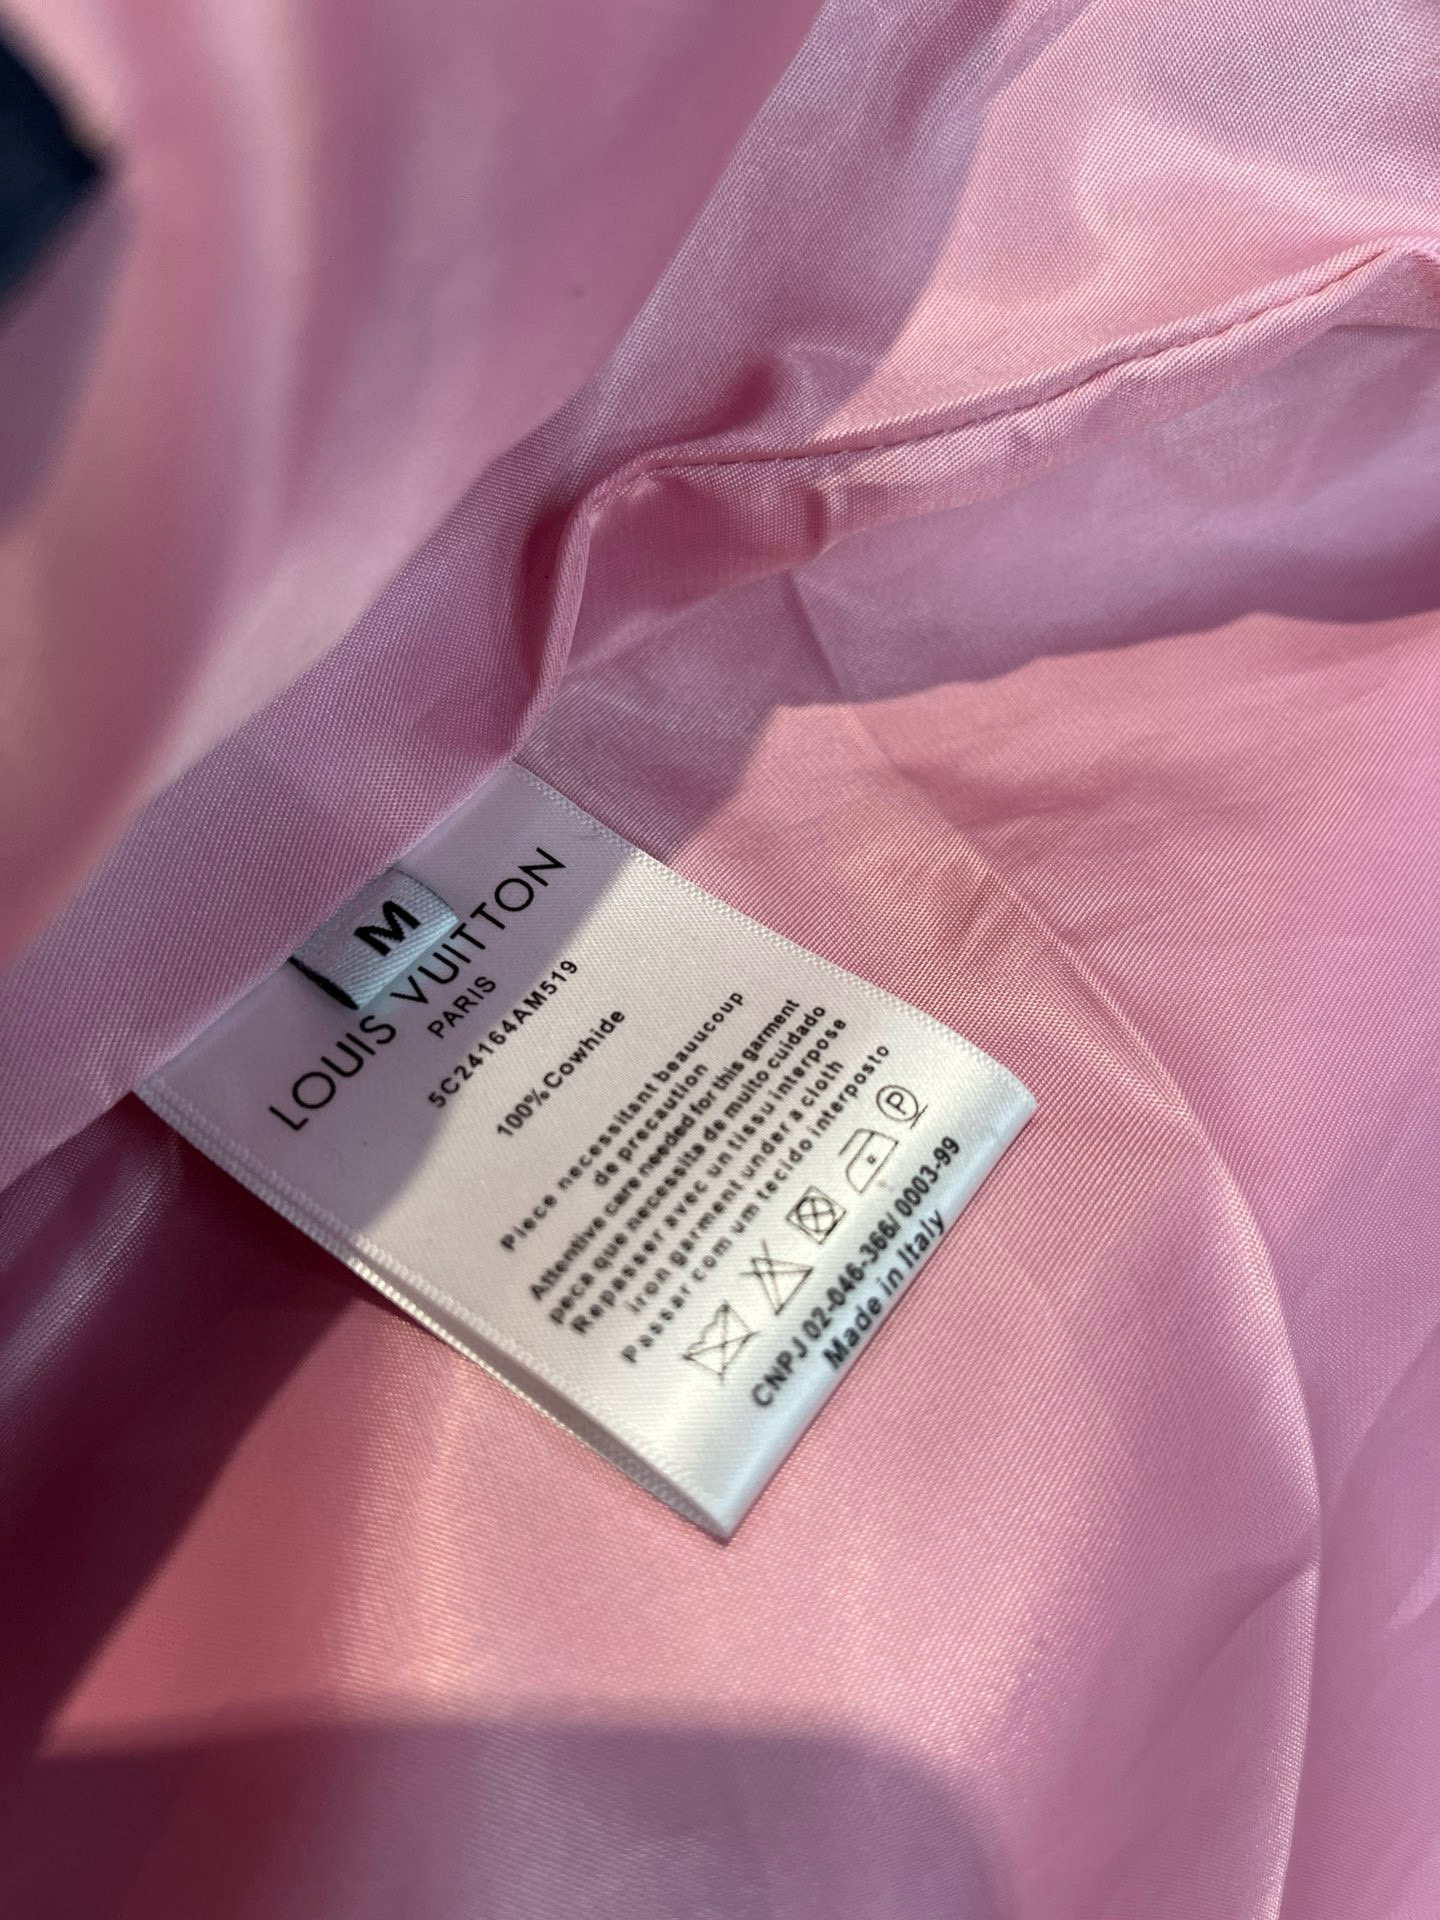 M
LOUIS VUITTON
PARIS
5C24164AM519
100% Cowhide
Piece necessitant beauucoup
de precaution
Attentive care needed for this garment
peca que necessita de muito cuidado
Repasser avec un tissu interpose
iron garment under a cloth
Passar com um tecido interposto
P
CNPJ 02-046-366/0003-99
Made in Italy